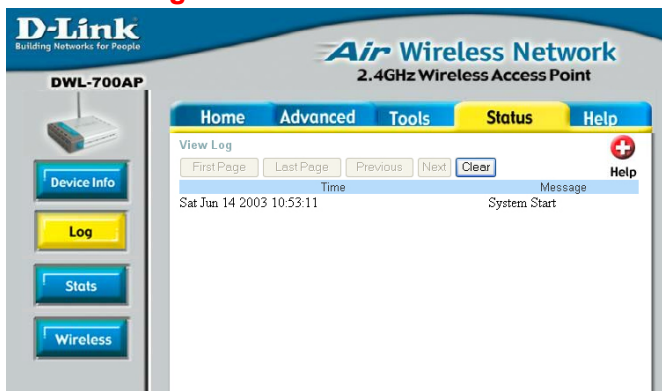 D-Link
Building Networks for People
Air Wireless Network
2.4GHz Wireless Access Point
DWL-700AP
Home Advanced Tools Status Help
View Log
First Page Last Page Previous Next Clear
Help
Time Message
Sat Jun 14 2003 10:53:11 System Start
Device Info
Log
Stats
Wireless